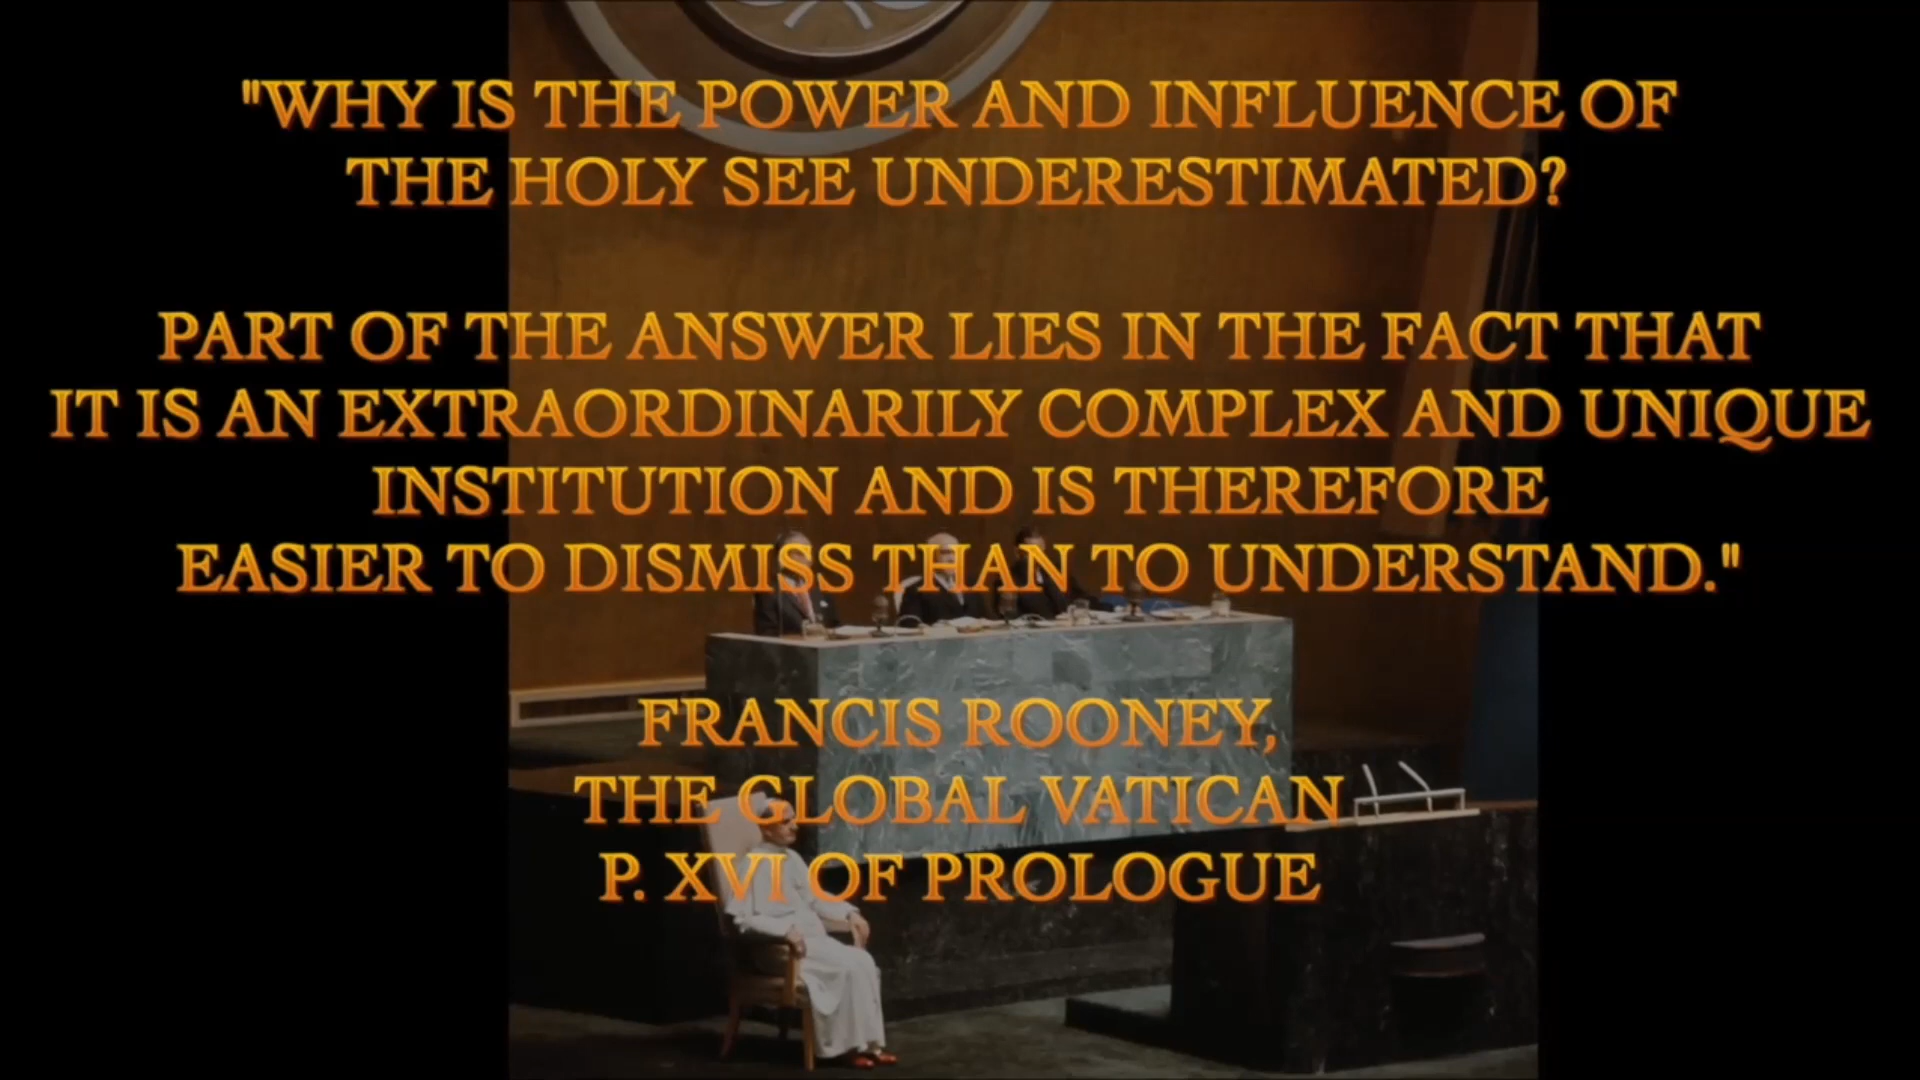 "WHY IS THE POWER AND INFLUENCE OF
THE HOLY SEE UNDERESTIMATED?
PART OF THE ANSWER LIES IN THE FACT THAT
IT IS AN EXTRAORDINARILY COMPLEX AND UNIQUE
INSTITUTION AND IS THEREFORE
EASIER TO DISMISS THAN TO UNDERSTAND."
FRANCIS ROONEY,
THE GLOBAL VATICAN
P. XVI OF PROLOGUE